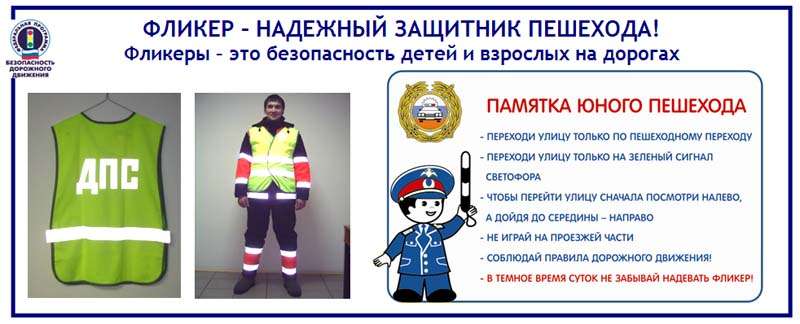 ФЛИКЕР - НАДЕЖНЫЙ ЗАЩИТНИК ПЕШЕХОДА!
Фликеры - это безопасность детей и взрослых на дорогах
ФЕДЕРАЛЬНАЯ ПРОГРАММА
БЕЗОПАСНОСТЬ
ДОРОЖНОГО
ДВИЖЕНИЯ
ДПС
ПАМЯТКА ЮНОГО ПЕШЕХОДА
- ПЕРЕХОДИ УЛИЦУ ТОЛЬКО ПО ПЕШЕХОДНОМУ ПЕРЕХОДУ
- ПЕРЕХОДИ УЛИЦУ ТОЛЬКО НА ЗЕЛЕНЫЙ СИГНАЛ
СВЕТОФОРА
- ЧТОБЫ ПЕРЕЙТИ УЛИЦУ СНАЧАЛА ПОСМОТРИ НАЛЕВО,
А ДОЙДЯ ДО СЕРЕДИНЫ – НАПРАВО
- НЕ ИГРАЙ НА ПРОЕЗЖЕЙ ЧАСТИ
- СОБЛЮДАЙ ПРАВИЛА ДОРОЖНОГО ДВИЖЕНИЯ!
- В ТЕМНОЕ ВРЕМЯ СУТОК НЕ ЗАБЫВАЙ НАДЕВАТЬ ФЛИКЕР!